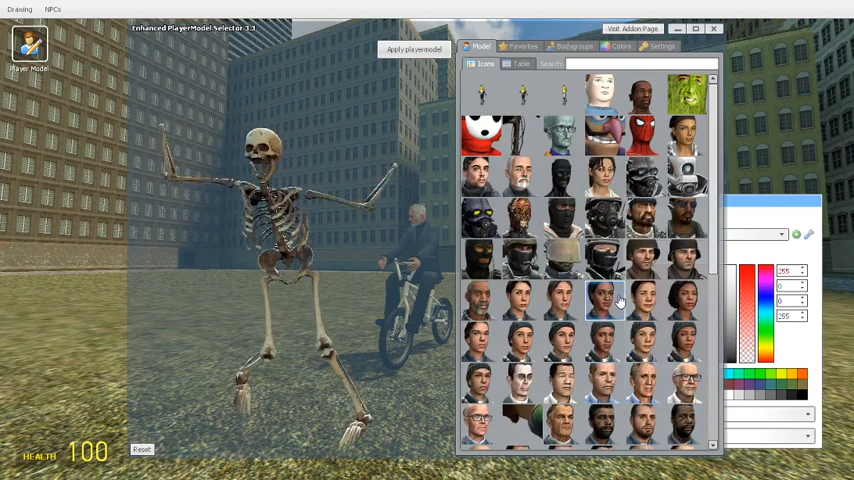 Drawing NPCs
Enhanced PlayerModel Selector 3.3
Visit Addon Page
Player Model
Apply playermodel
Model Favorites Bodygroups Colors Settings
Icons Table Search:
255
0
0
255
Reset
HEALTH 100